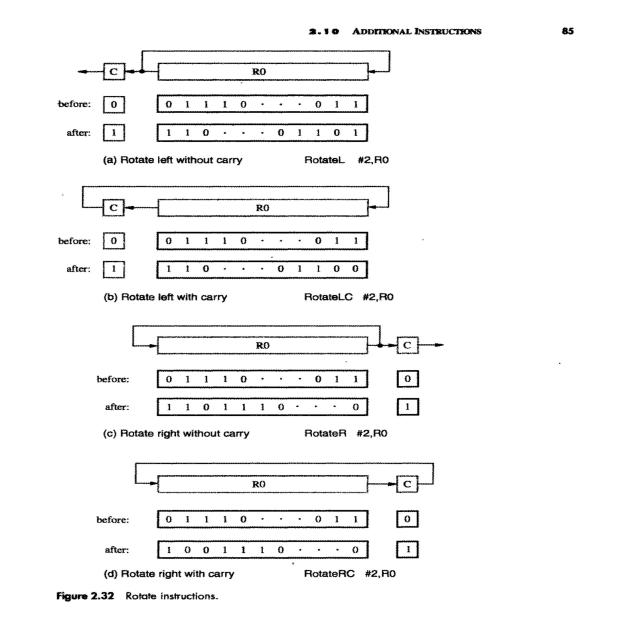 2.10 ADDITIONAL INSTRUCTIONS 85
C R0
before: 0 0 1 1 1 0 · · · 0 1 1
after: 1 1 1 0 · · · 0 1 1 0 1
(a) Rotate left without carry RotateL #2,R0
C R0
before: 0 0 1 1 1 0 · · · 0 1 1
after: 1 1 1 0 · · · 0 1 1 0 0
(b) Rotate left with carry RotateLC #2,R0
R0 C
before: 0 1 1 1 0 · · · 0 1 1 0
after: 1 1 0 1 1 1 0 · · · 0 1
(c) Rotate right without carry RotateR #2,R0
R0 C
before: 0 1 1 1 0 · · · 0 1 1 0
after: 1 0 0 1 1 1 0 · · · 0 1
(d) Rotate right with carry RotateRC #2,R0
Figure 2.32 Rotate instructions.